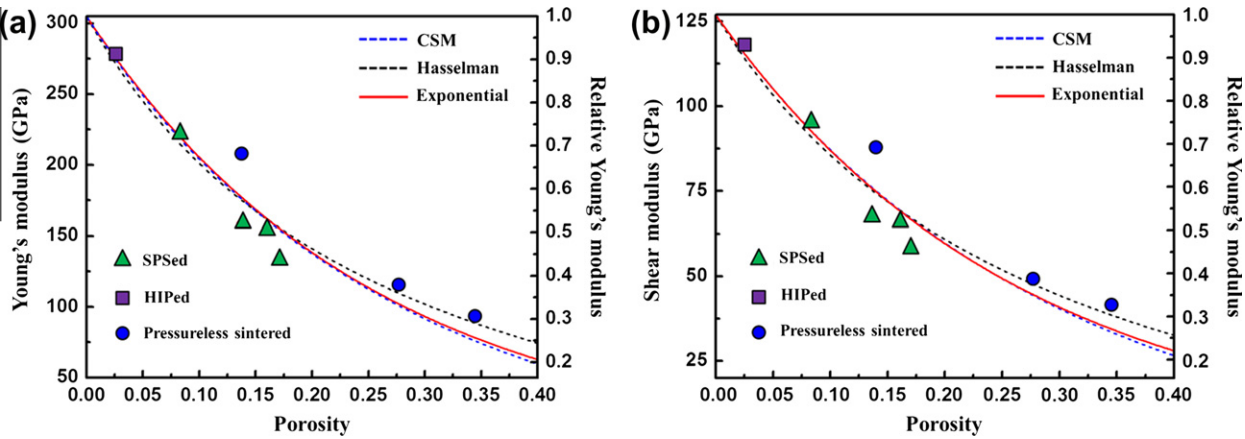 (a)
300
250
200
150
100
50
Young's modulus (GPa)
CSM
Hasselman
Exponential
SPSed
HIPed
Pressureless sintered
0.00 0.05 0.10 0.15 0.20 0.25 0.30 0.35 0.40
Porosity
1.0
0.9
0.8
0.7
0.6
0.5
0.4
0.3
0.2
Relative Young's modulus
(b)
125
100
75
50
25
Shear modulus (GPa)
CSM
Hasselman
Exponential
SPSed
HIPed
Pressureless sintered
0.00 0.05 0.10 0.15 0.20 0.25 0.30 0.35 0.40
Porosity
1.0
0.9
0.8
0.7
0.6
0.5
0.4
0.3
0.2
Relative Young's modulus